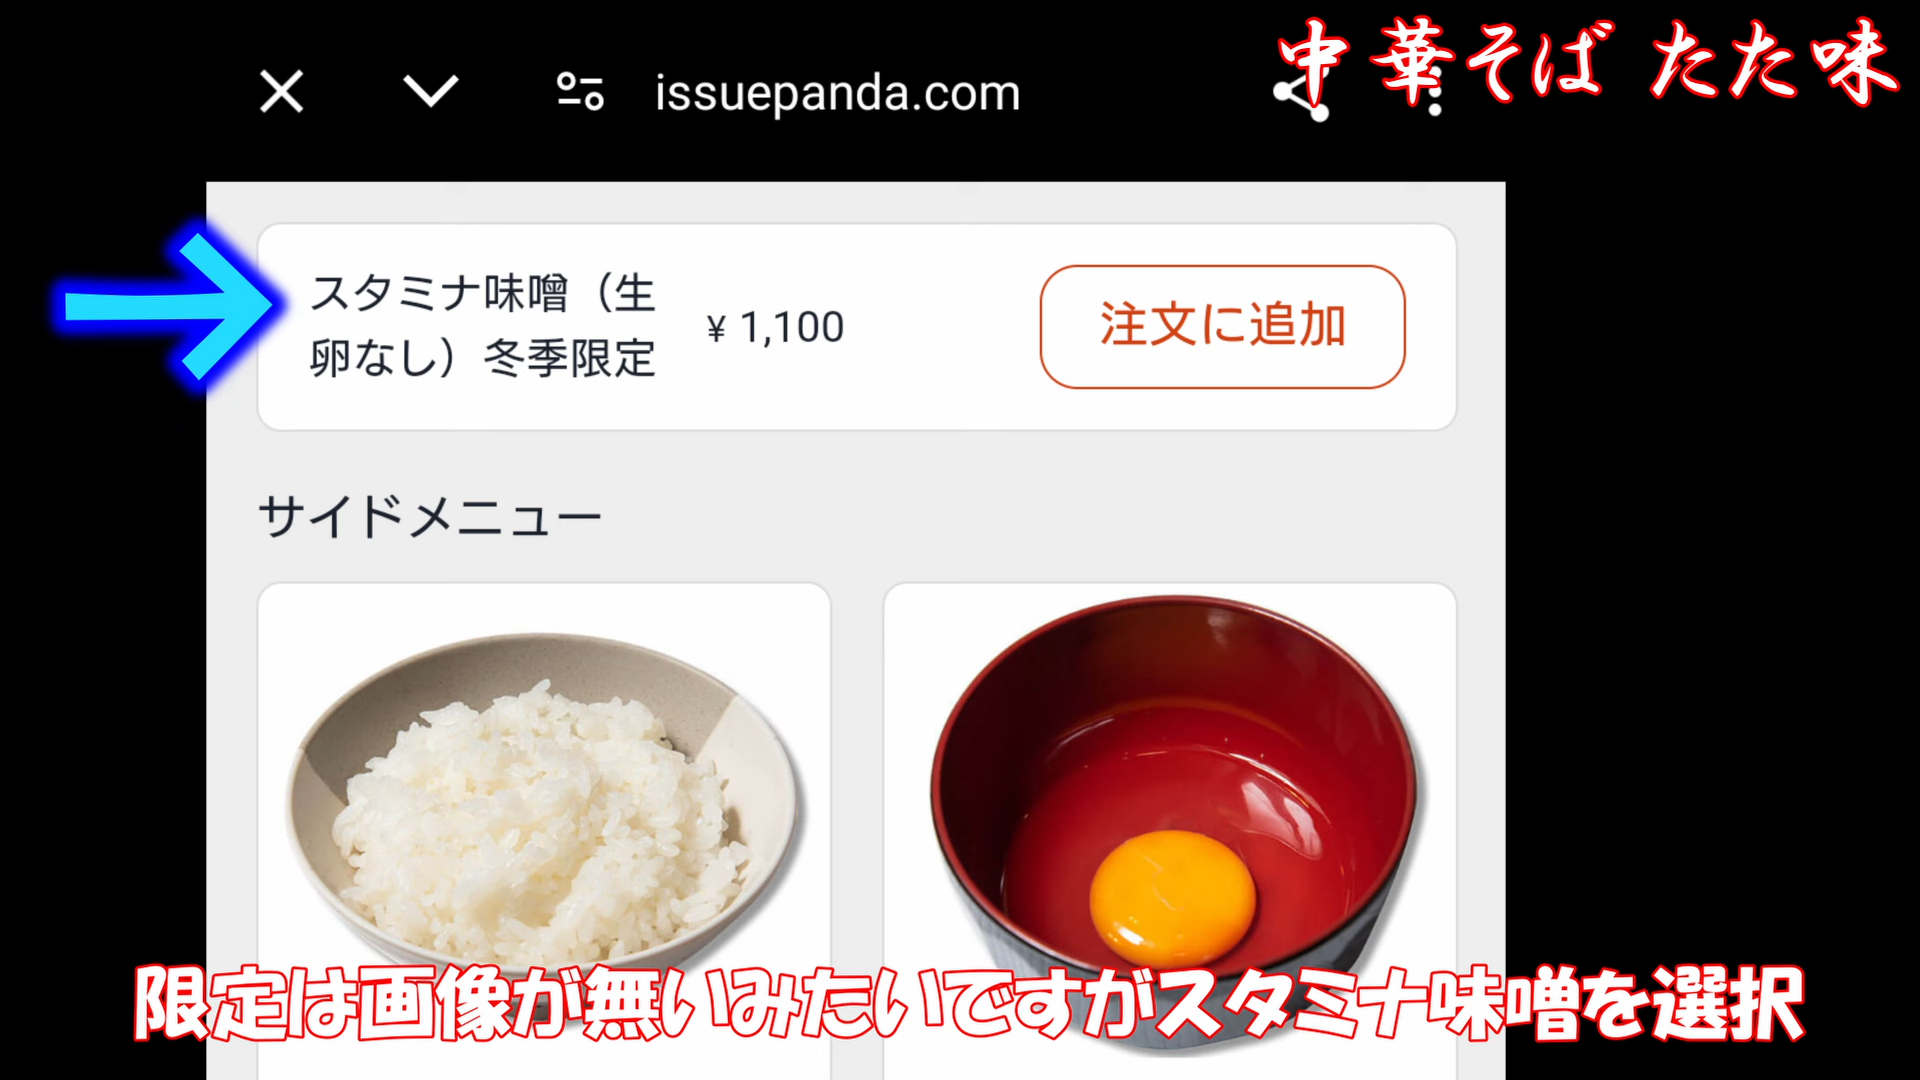 中華そば たた味
issuepanda.com
スタミナ味噌（生
卵なし）冬季限定
¥ 1,100
注文に追加
サイドメニュー
限定は画像が無いみたいですがスタミナ味噌を選択